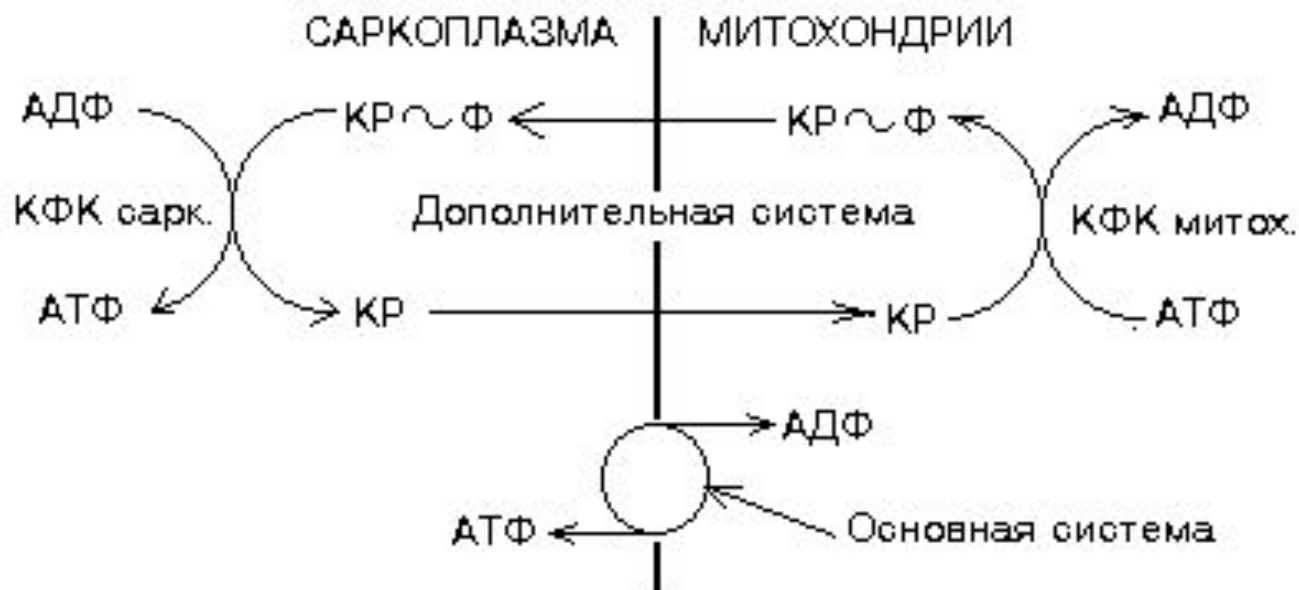 САРКОПЛАЗМА МИТОХОНДРИИ
АДФ КР~Ф КР~Ф АДФ
КФК сарк. Дополнительная система КФК митох.
АТФ КР КР АТФ
АДФ
АТФ Основная система